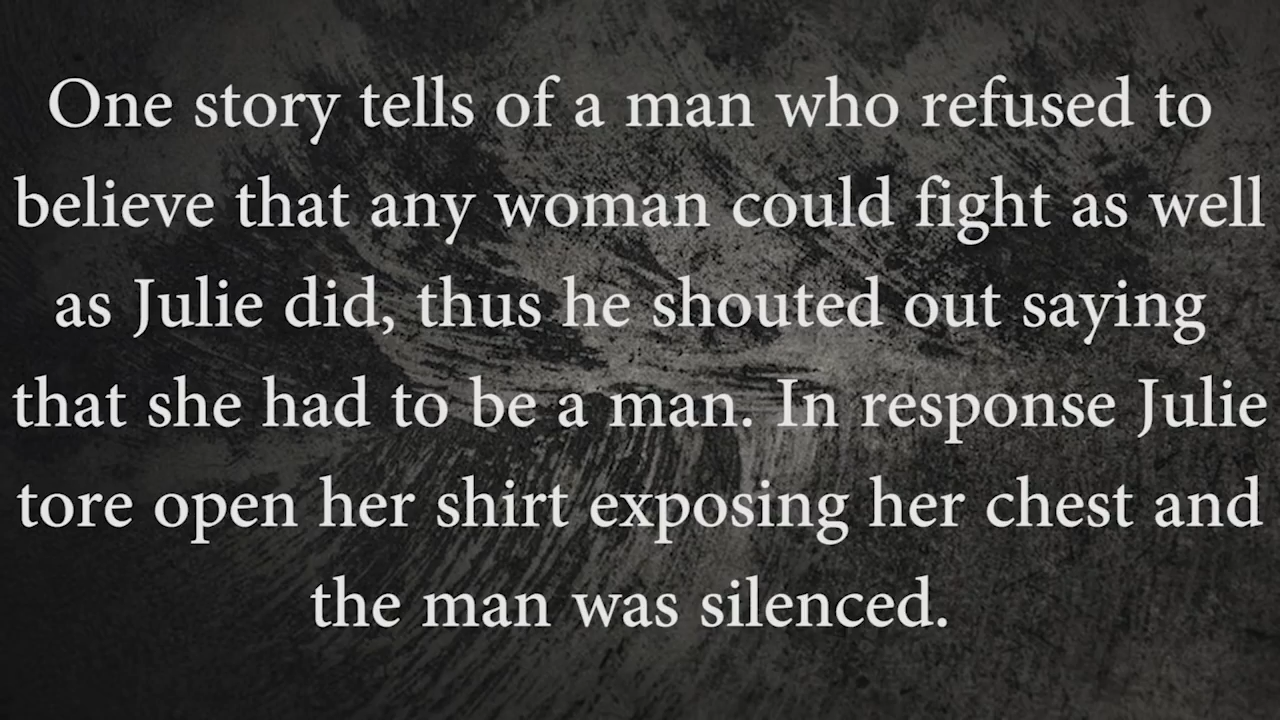 One story tells of a man who refused to
believe that any woman could fight as well
as Julie did, thus he shouted out saying
that she had to be a man. In response Julie
tore open her shirt exposing her chest and
the man was silenced.